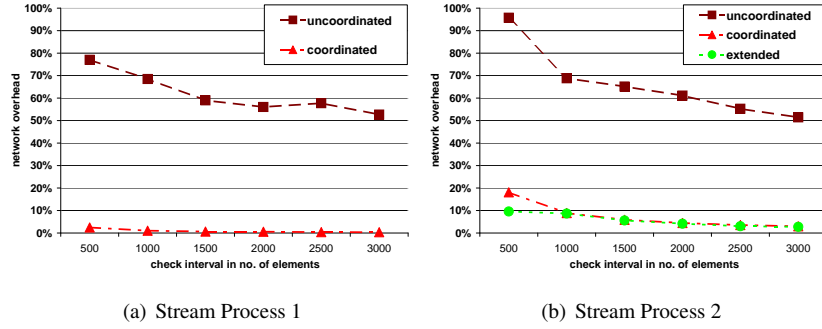 uncoordinated
coordinated
network overhead
100%
90%
80%
70%
60%
50%
40%
30%
20%
10%
0%
500 1000 1500 2000 2500 3000
check interval in no. of elements
(a) Stream Process 1
uncoordinated
coordinated
extended
network overhead
100%
90%
80%
70%
60%
50%
40%
30%
20%
10%
0%
500 1000 1500 2000 2500 3000
check interval in no. of elements
(b) Stream Process 2